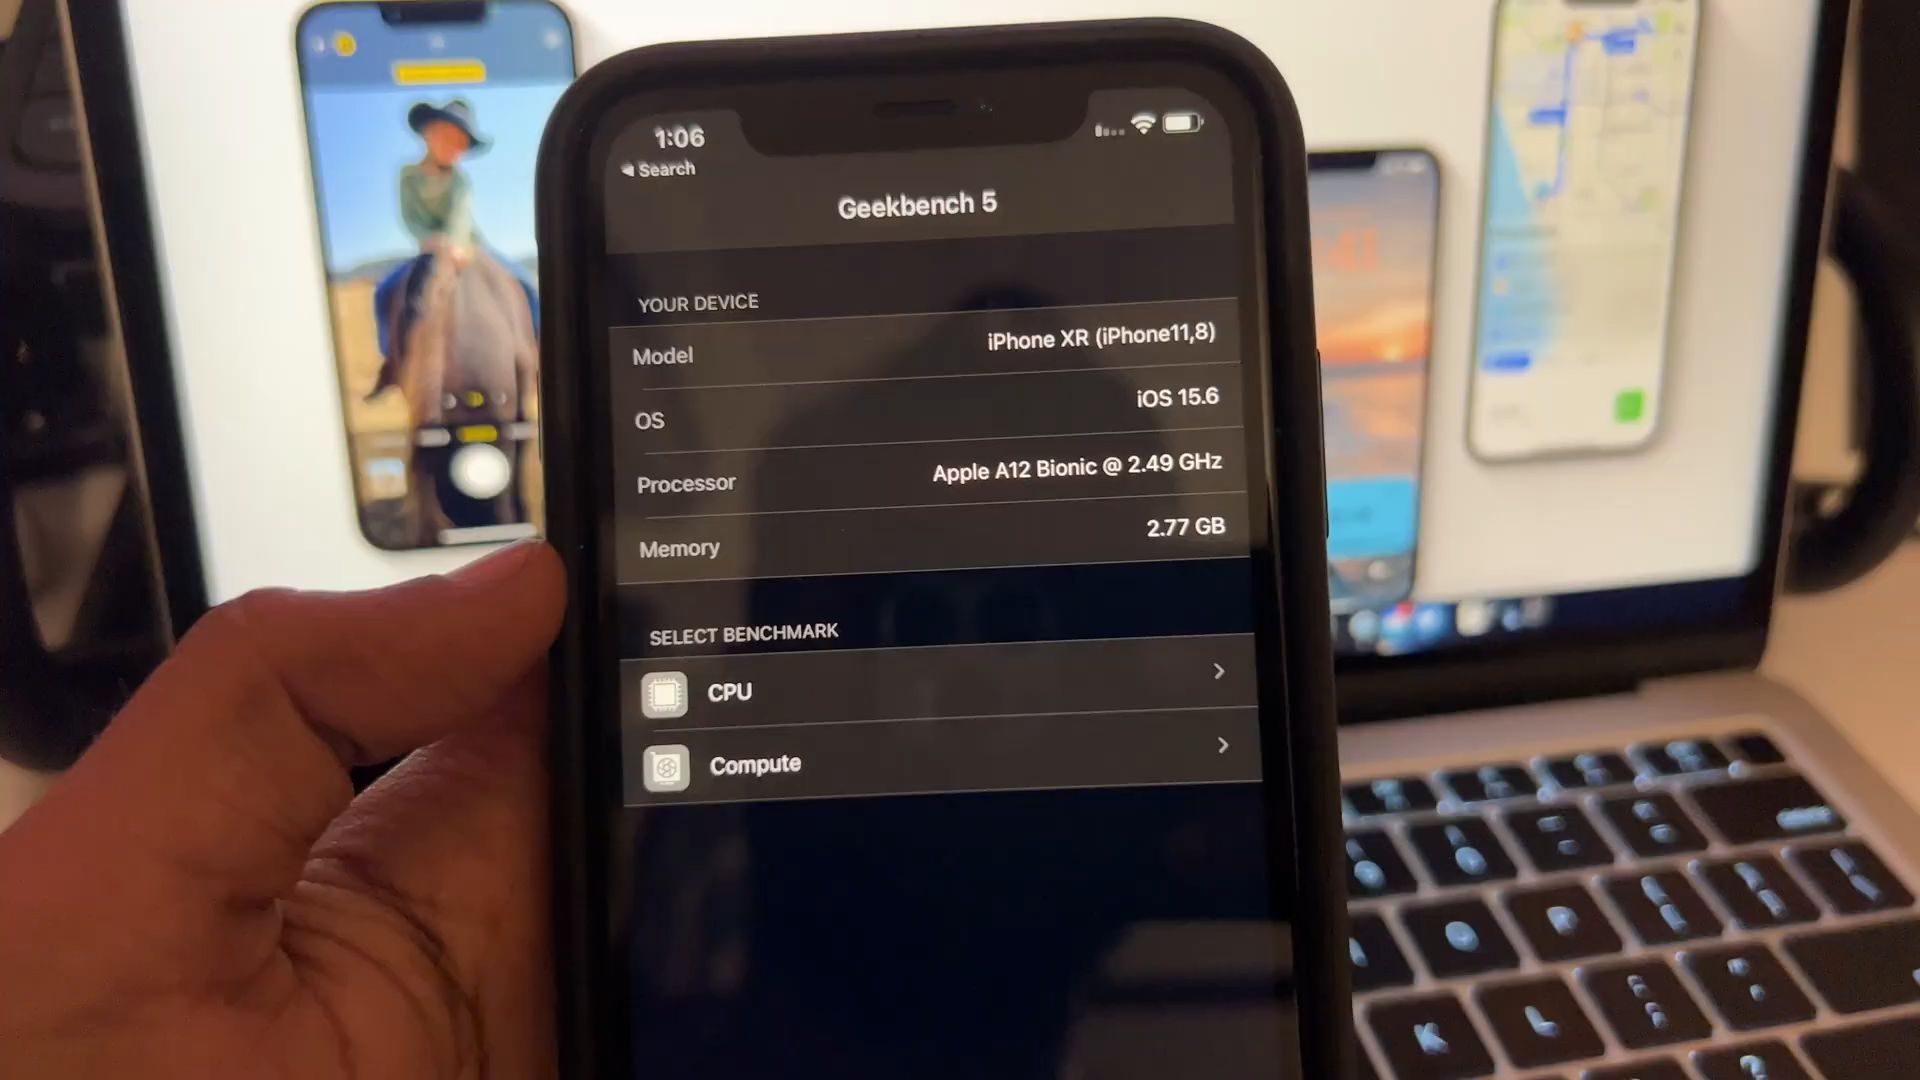 1:06
Search
Geekbench 5
YOUR DEVICE
Model iPhone XR (iPhone11,8)
OS iOS 15.6
Processor Apple A12 Bionic @ 2.49 GHz
Memory 2.77 GB
SELECT BENCHMARK
CPU
Compute
K
L